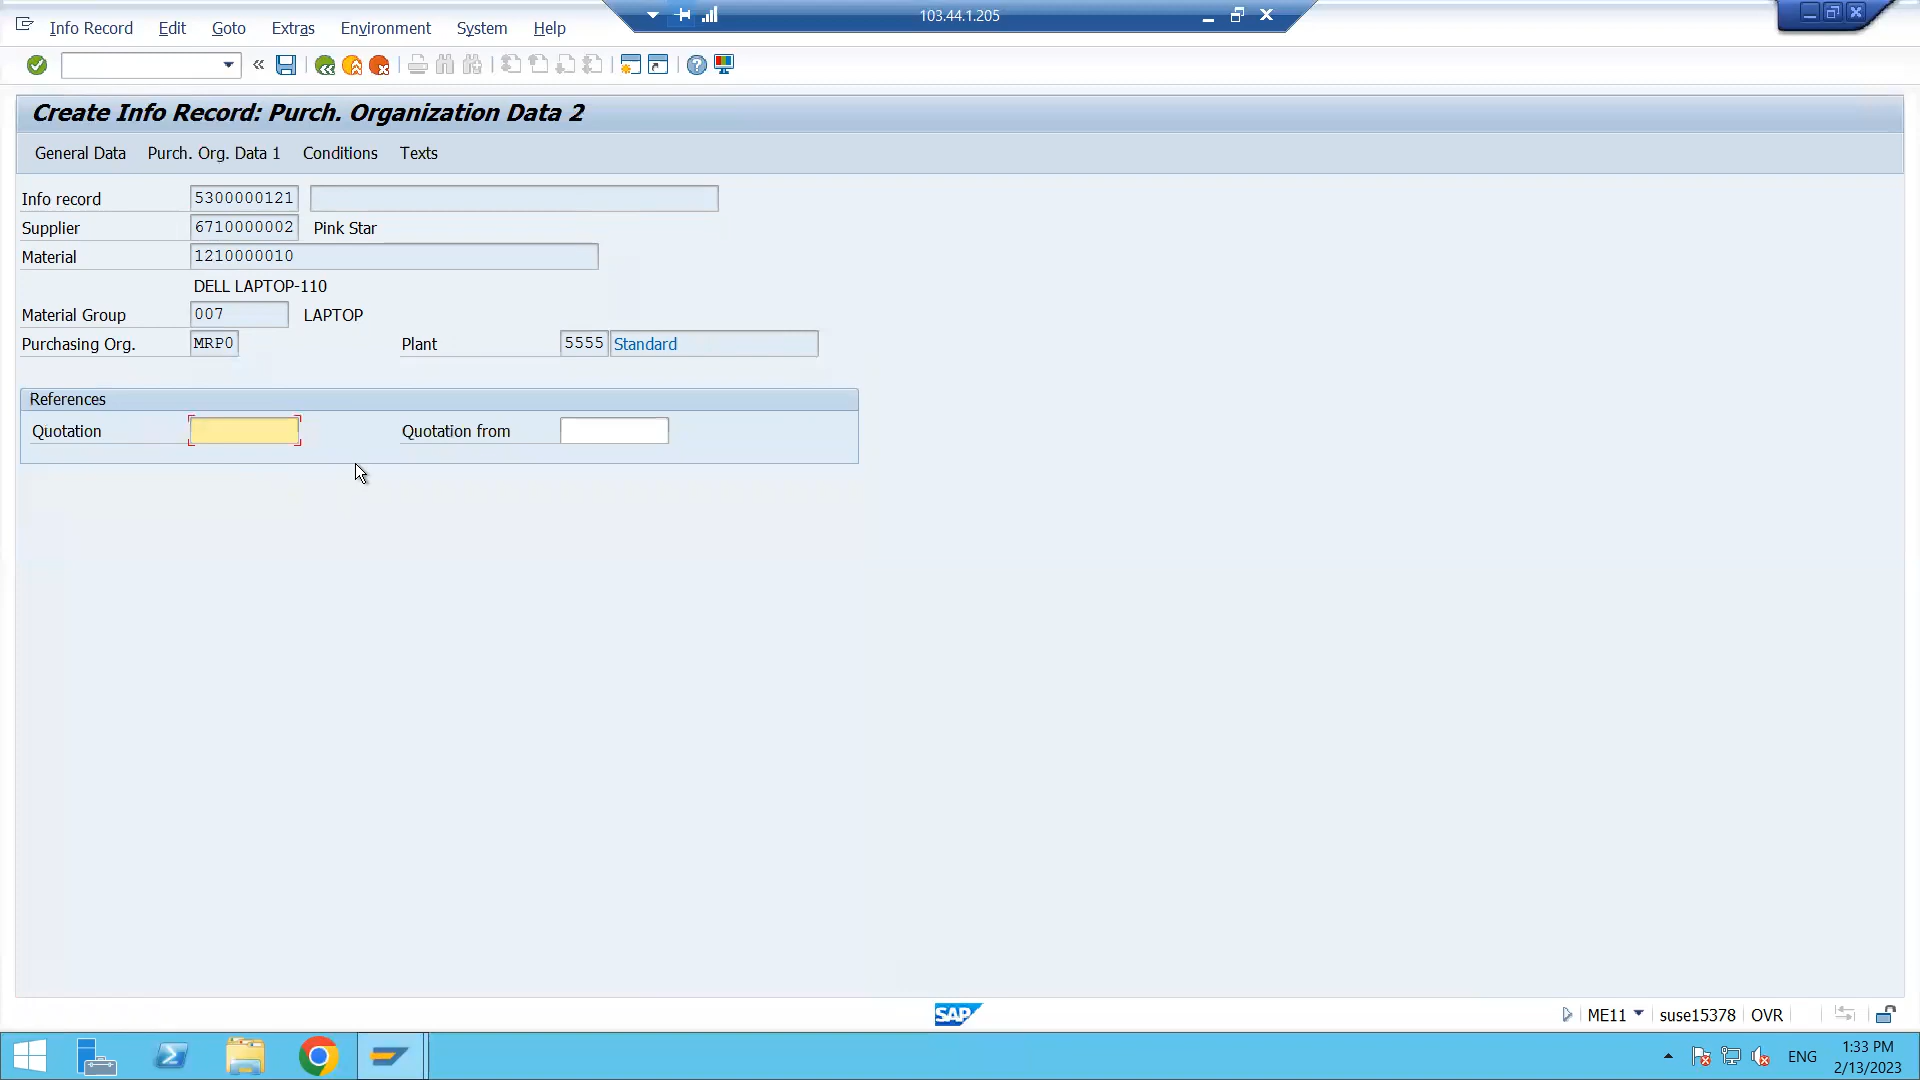 103.44.1.205
Info Record Edit Goto Extras Environment System Help
Create Info Record: Purch. Organization Data 2
General Data Purch. Org. Data 1 Conditions Texts
Info record 5300000121
Supplier 6710000002 Pink Star
Material 1210000010
DELL LAPTOP-110
Material Group 007 LAPTOP
Purchasing Org. MRP0 Plant 5555 Standard
References
Quotation Quotation from
SAP ME11 suse15378 OVR
ENG 1:33 PM
2/13/2023